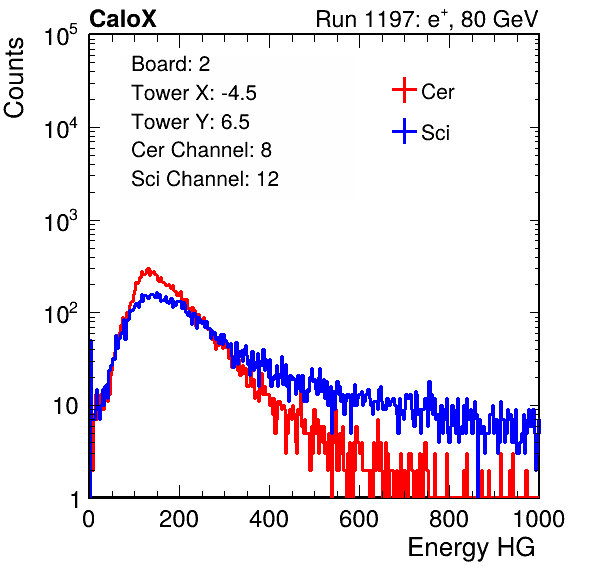 CaloX Run 1197: e⁺, 80 GeV
Counts
Board: 2
Tower X: -4.5
Tower Y: 6.5
Cer Channel: 8
Sci Channel: 12
Cer
Sci
10⁵
10⁴
10³
10²
10
1
0 200 400 600 800 1000
Energy HG